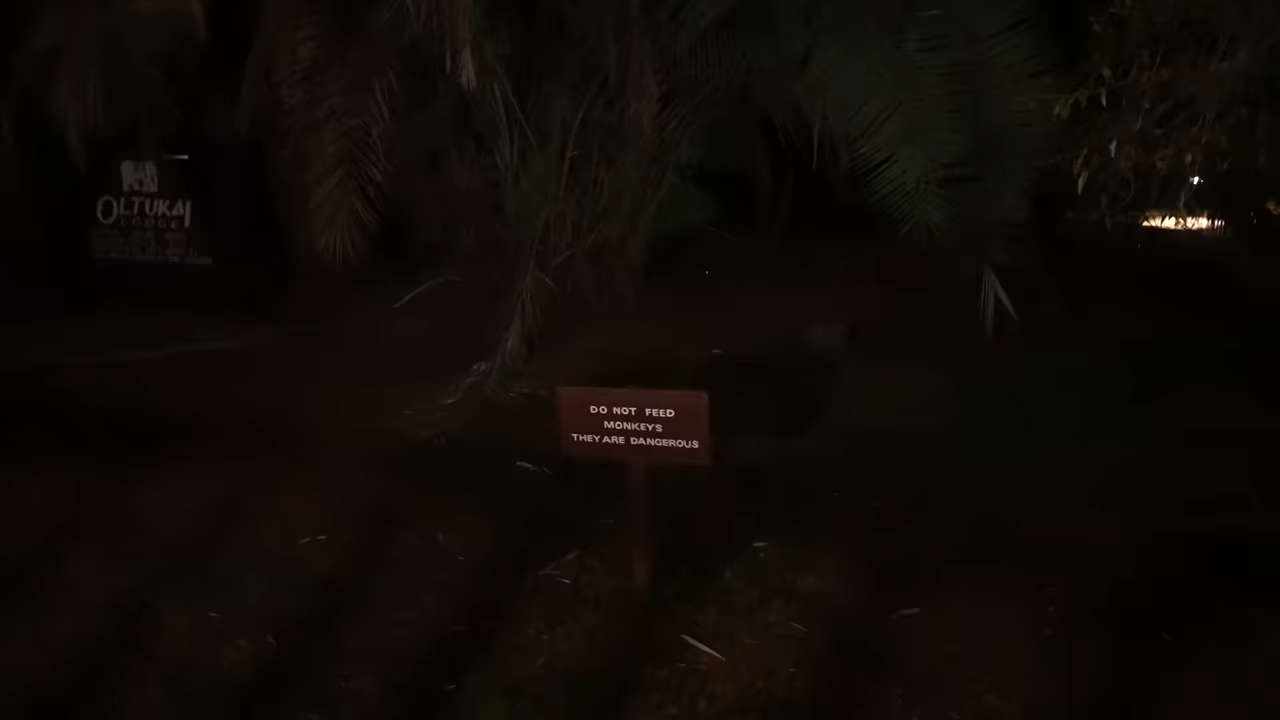 OLTUKAI
LODGE
DO NOT FEED
MONKEYS
THEY ARE DANGEROUS